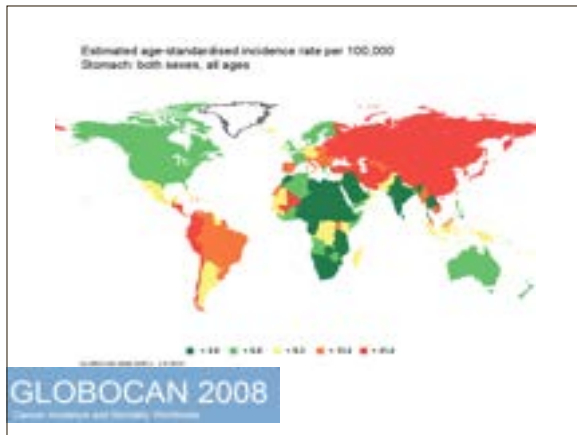 Estimated age-standardised incidence rate per 100,000
Stomach: both sexes, all ages
GLOBOCAN 2008
Cancer Incidence and Mortality Worldwide